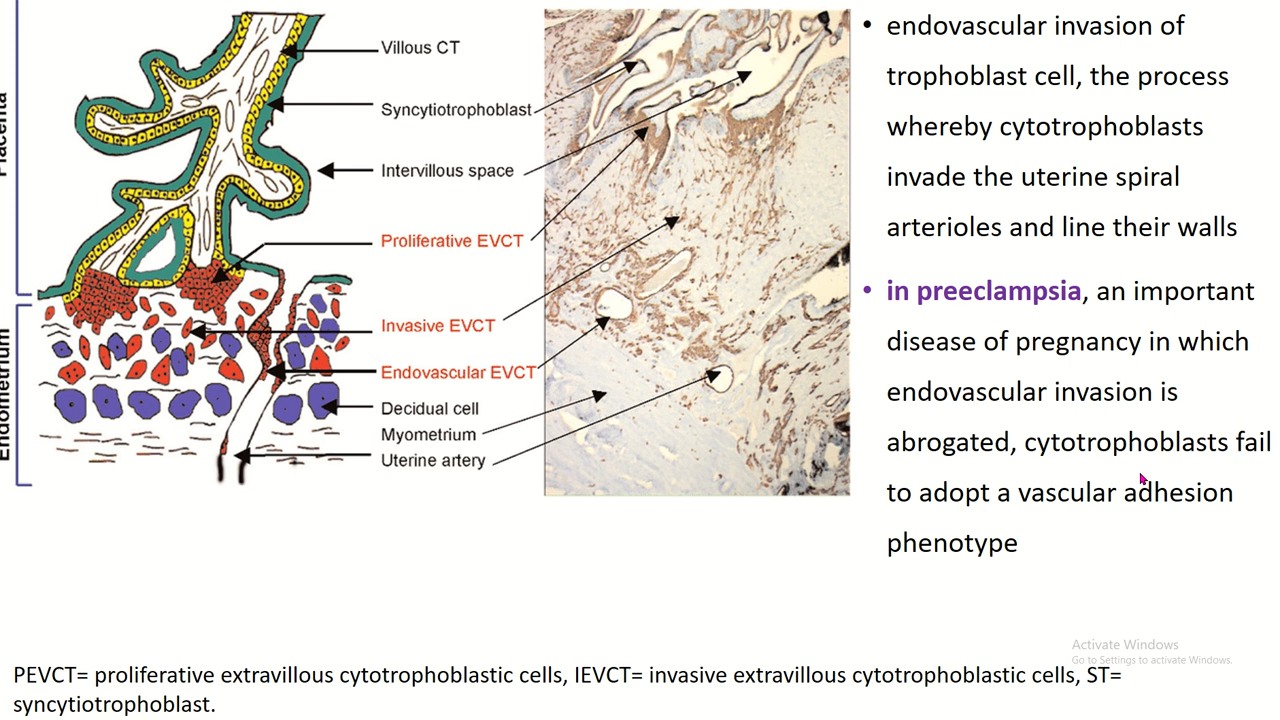 Placenta
Endometrium
Villous CT
Syncytiotrophoblast
Intervillous space
Proliferative EVCT
Invasive EVCT
Endovascular EVCT
Decidual cell
Myometrium
Uterine artery
• endovascular invasion of
trophoblast cell, the process
whereby cytotrophoblasts
invade the uterine spiral
arterioles and line their walls
• in preeclampsia, an important
disease of pregnancy in which
endovascular invasion is
abrogated, cytotrophoblasts fail
to adopt a vascular adhesion
phenotype
Activate Windows
Go to Settings to activate Windows.
PEVCT= proliferative extravillous cytotrophoblastic cells, IEVCT= invasive extravillous cytotrophoblastic cells, ST=
syncytiotrophoblast.